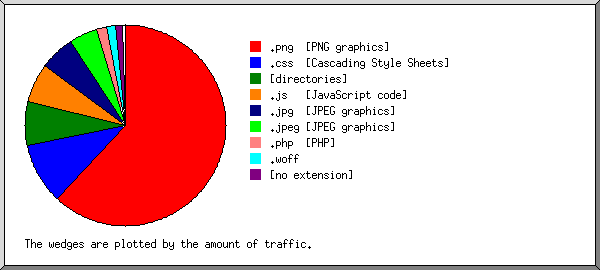 .png [PNG graphics]
.css [Cascading Style Sheets]
[directories]
.js [JavaScript code]
.jpg [JPEG graphics]
.jpeg [JPEG graphics]
.php [PHP]
.woff
[no extension]
The wedges are plotted by the amount of traffic.